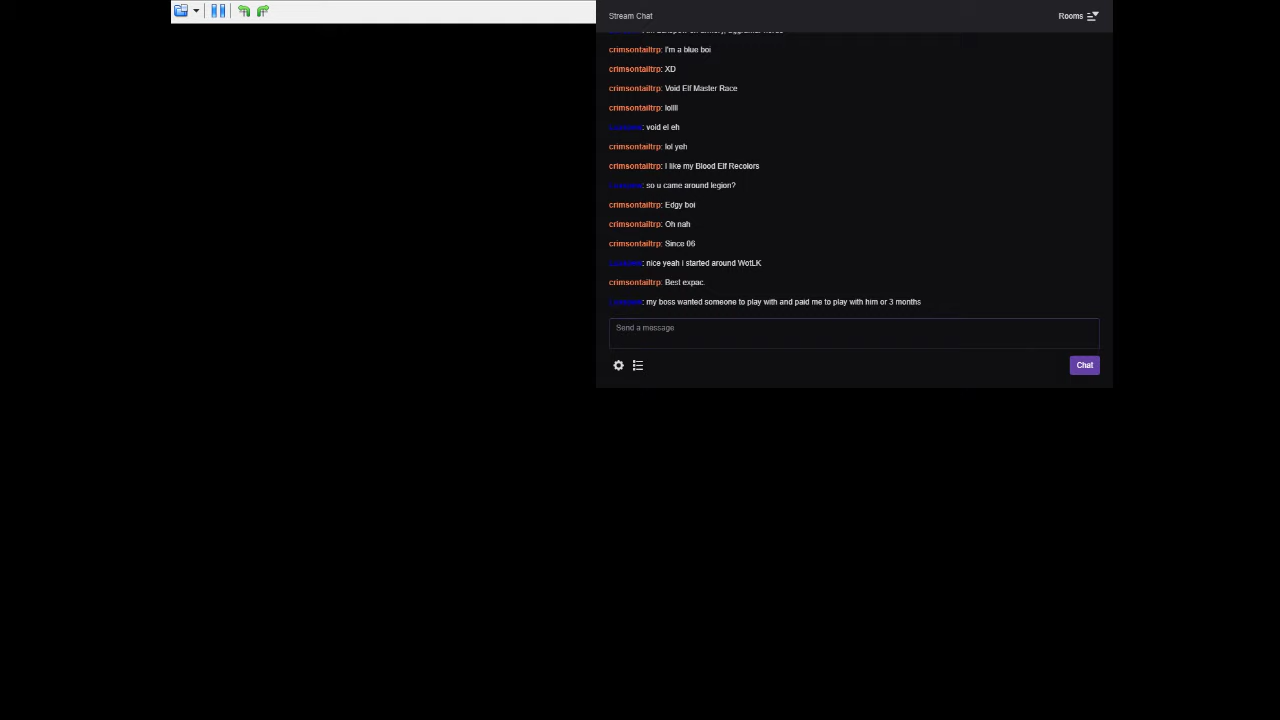 Stream Chat
Rooms
crimsontailtrp: I'm a blue boi
crimsontailtrp: XD
crimsontailtrp: Void Elf Master Race
crimsontailtrp: lollll
: void el eh
crimsontailtrp: lol yeh
crimsontailtrp: I like my Blood Elf Recolors
: so u came around legion?
crimsontailtrp: Edgy boi
crimsontailtrp: Oh nah
crimsontailtrp: Since 06
: nice yeah i started around WotLK
crimsontailtrp: Best expac.
: my boss wanted someone to play with and paid me to play with him or 3 months
Send a message
Chat